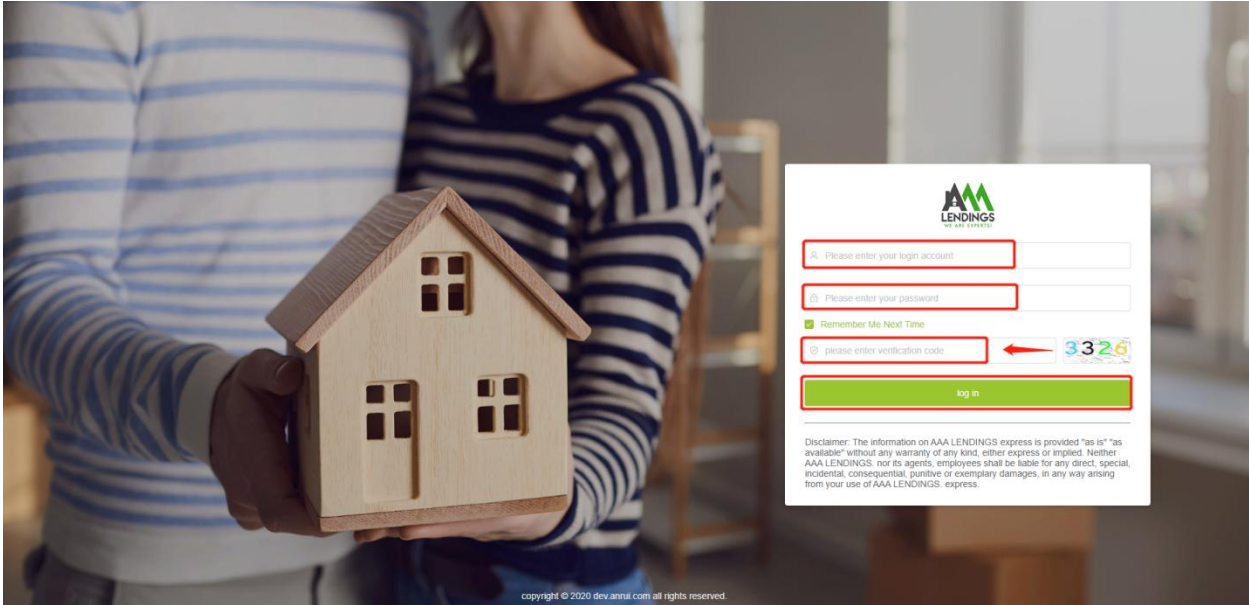 AAA
LENDINGS
WE ARE EXPERTS!
Please enter your login account
Please enter your password
Remember Me Next Time
please enter verification code
3326
log in
Disclaimer: The information on AAA LENDINGS express is provided "as is" "as
available" without any warranty of any kind, either express or implied. Neither
AAA LENDINGS. nor its agents, employees shall be liable for any direct, special,
incidental, consequential, punitive or exemplary damages, in any way arising
from your use of AAA LENDINGS. express.
copyright © 2020 dev.anrui.com all rights reserved.